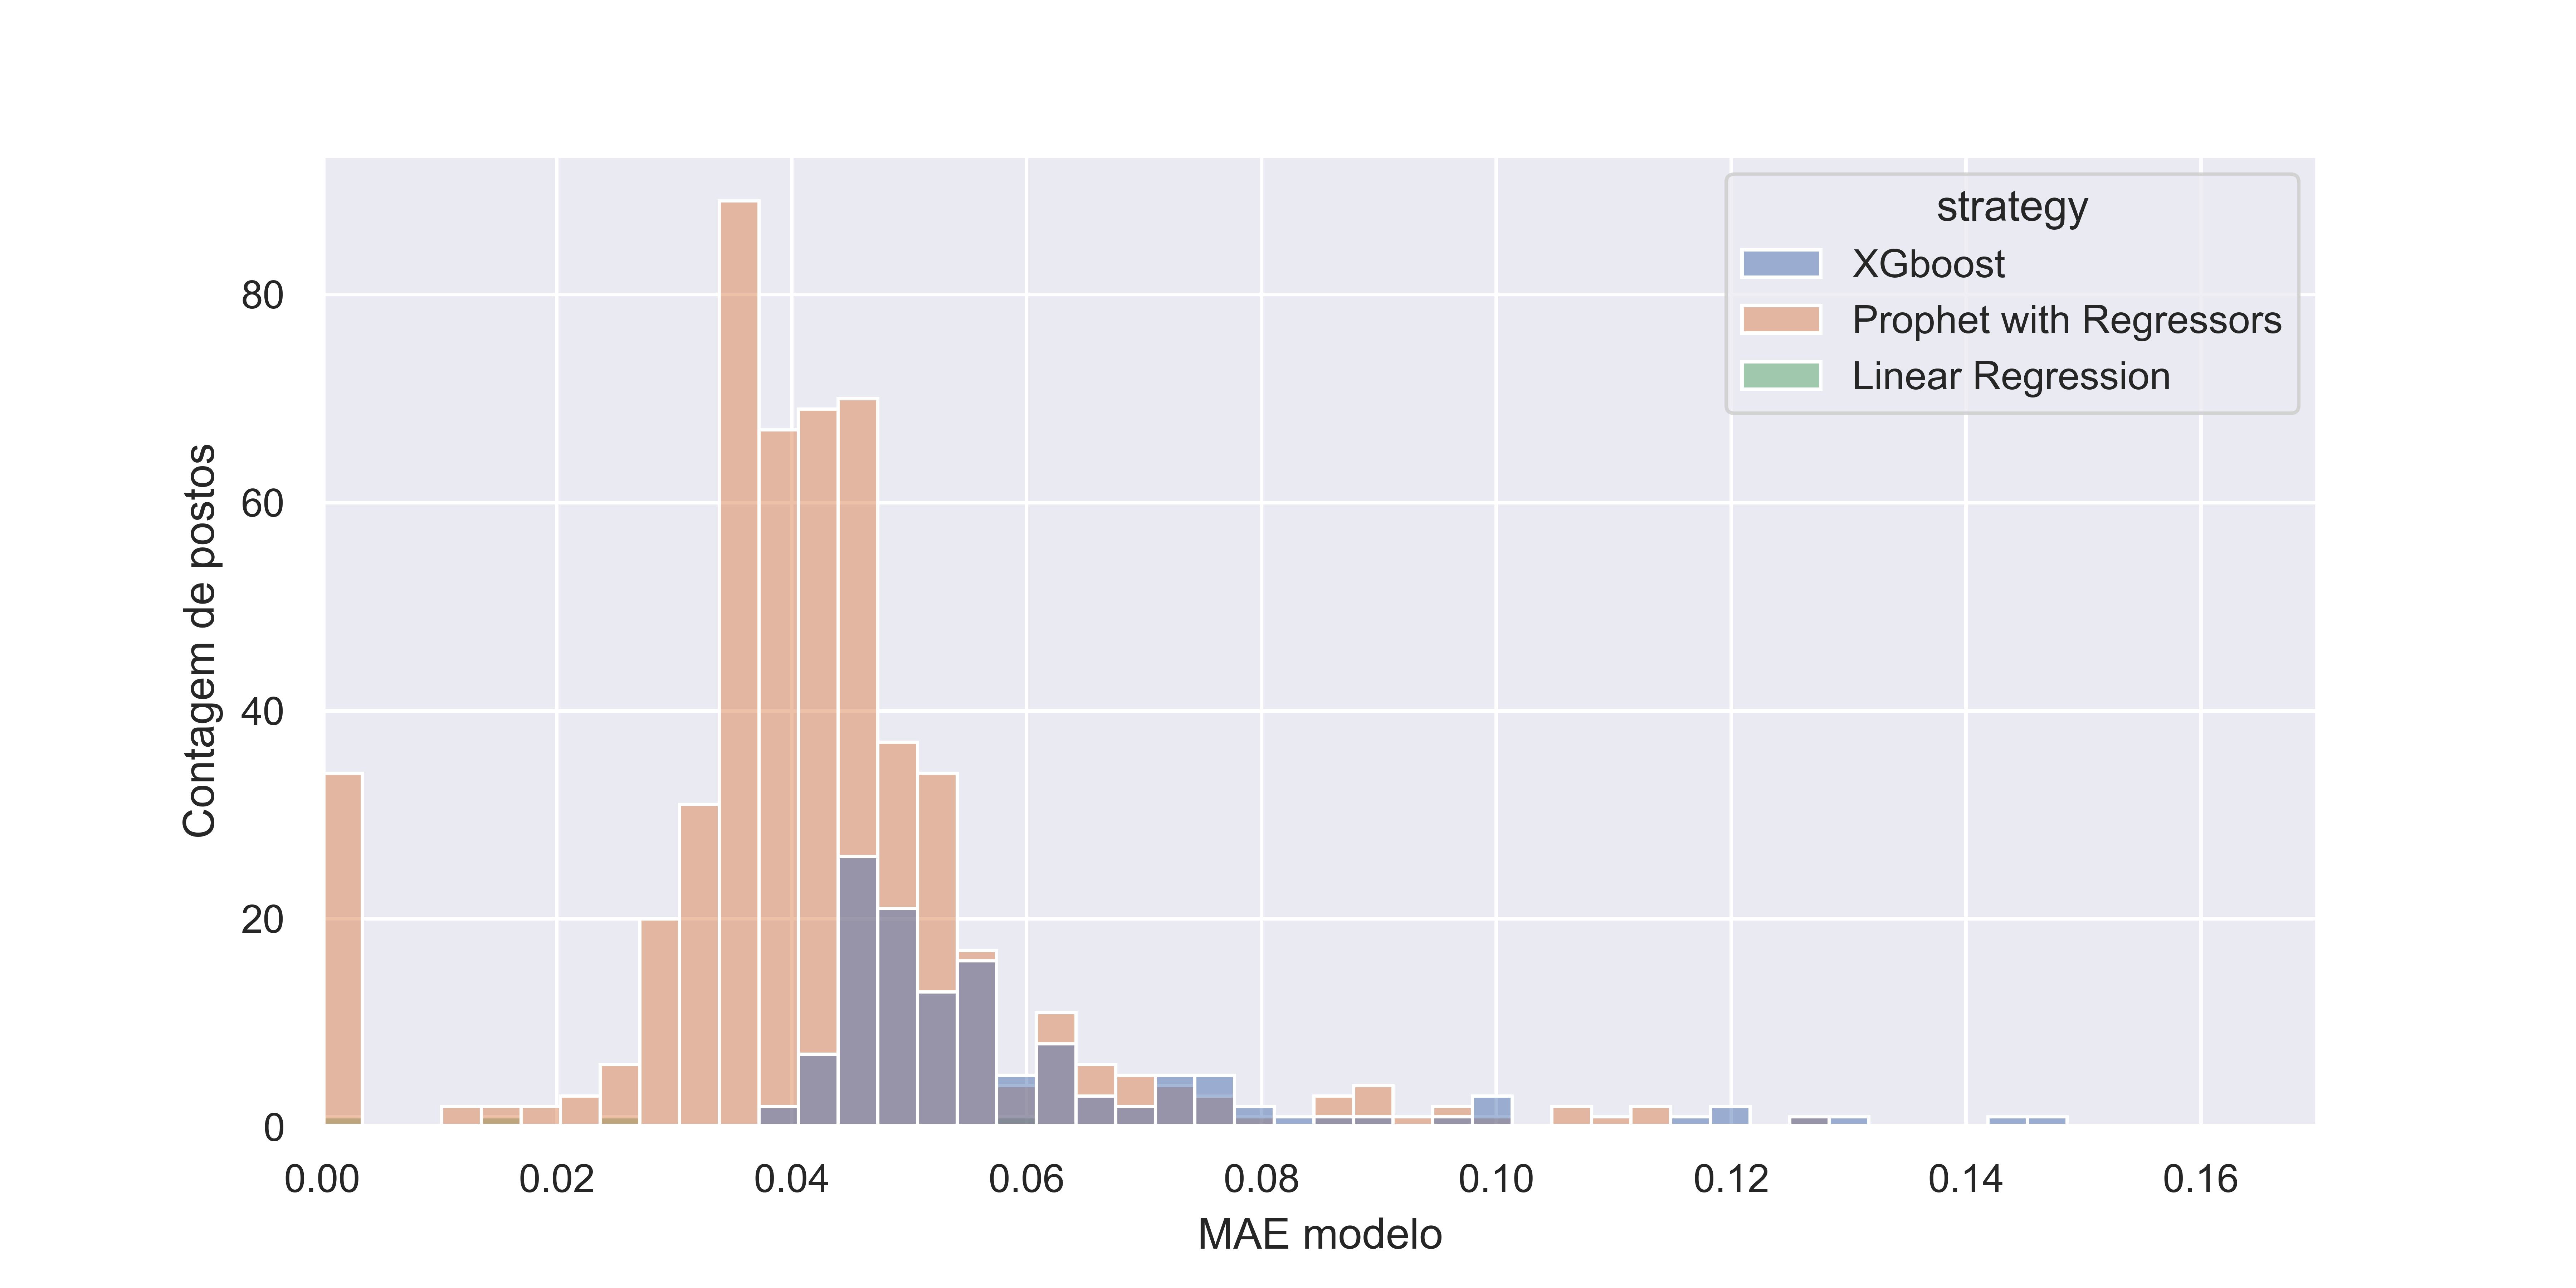 strategy
XGboost
Prophet with Regressors
Linear Regression
Contagem de postos
80
60
40
20
0
0.00 0.02 0.04 0.06 0.08 0.10 0.12 0.14 0.16
MAE modelo